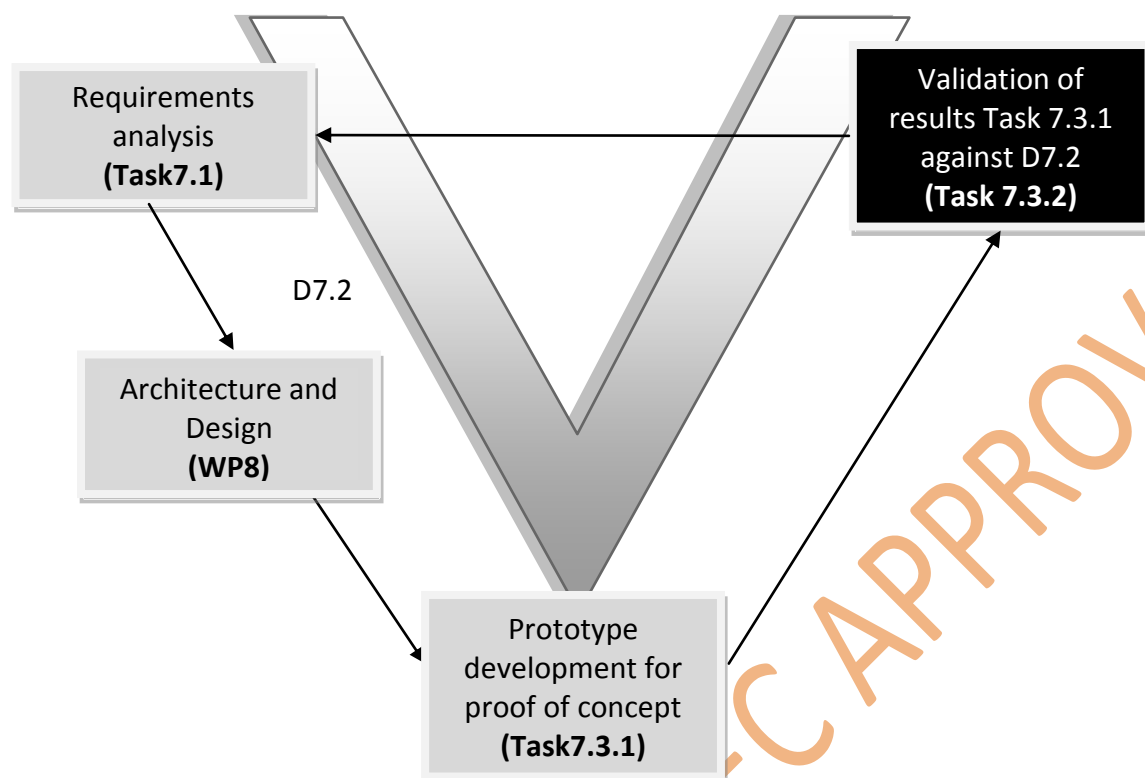 Requirements
analysis
(Task7.1)
Validation of
results Task 7.3.1
against D7.2
(Task 7.3.2)
D7.2
Architecture and
Design
(WP8)
Prototype
development for
proof of concept
(Task7.3.1)
C APPROV